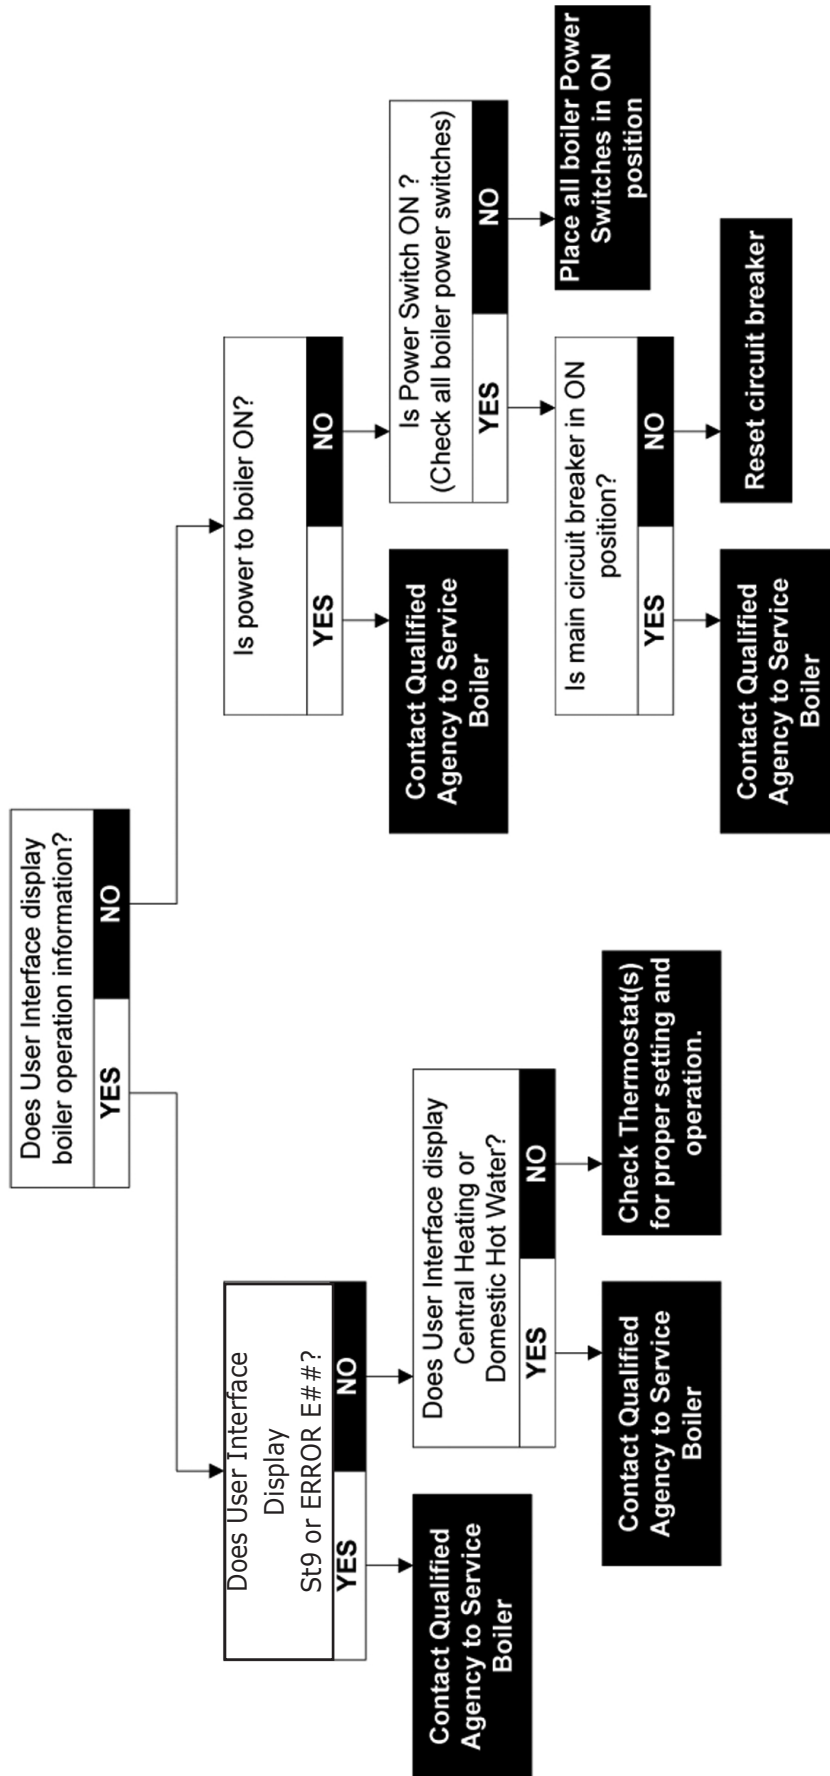 Does User Interface display
boiler operation information?
YES
NO
Does User Interface
Display
St9 or ERROR E##?
YES
NO
Contact Qualified
Agency to Service
Boiler
Does User Interface display
Central Heating or
Domestic Hot Water?
YES
NO
Contact Qualified
Agency to Service
Boiler
Check Thermostat(s)
for proper setting and
operation.
Is power to boiler ON?
YES
NO
Contact Qualified
Agency to Service
Boiler
Is Power Switch ON ?
(Check all boiler power switches)
YES
NO
Place all boiler Power
Switches in ON
position
Is main circuit breaker in ON
position?
YES
NO
Contact Qualified
Agency to Service
Boiler
Reset circuit breaker